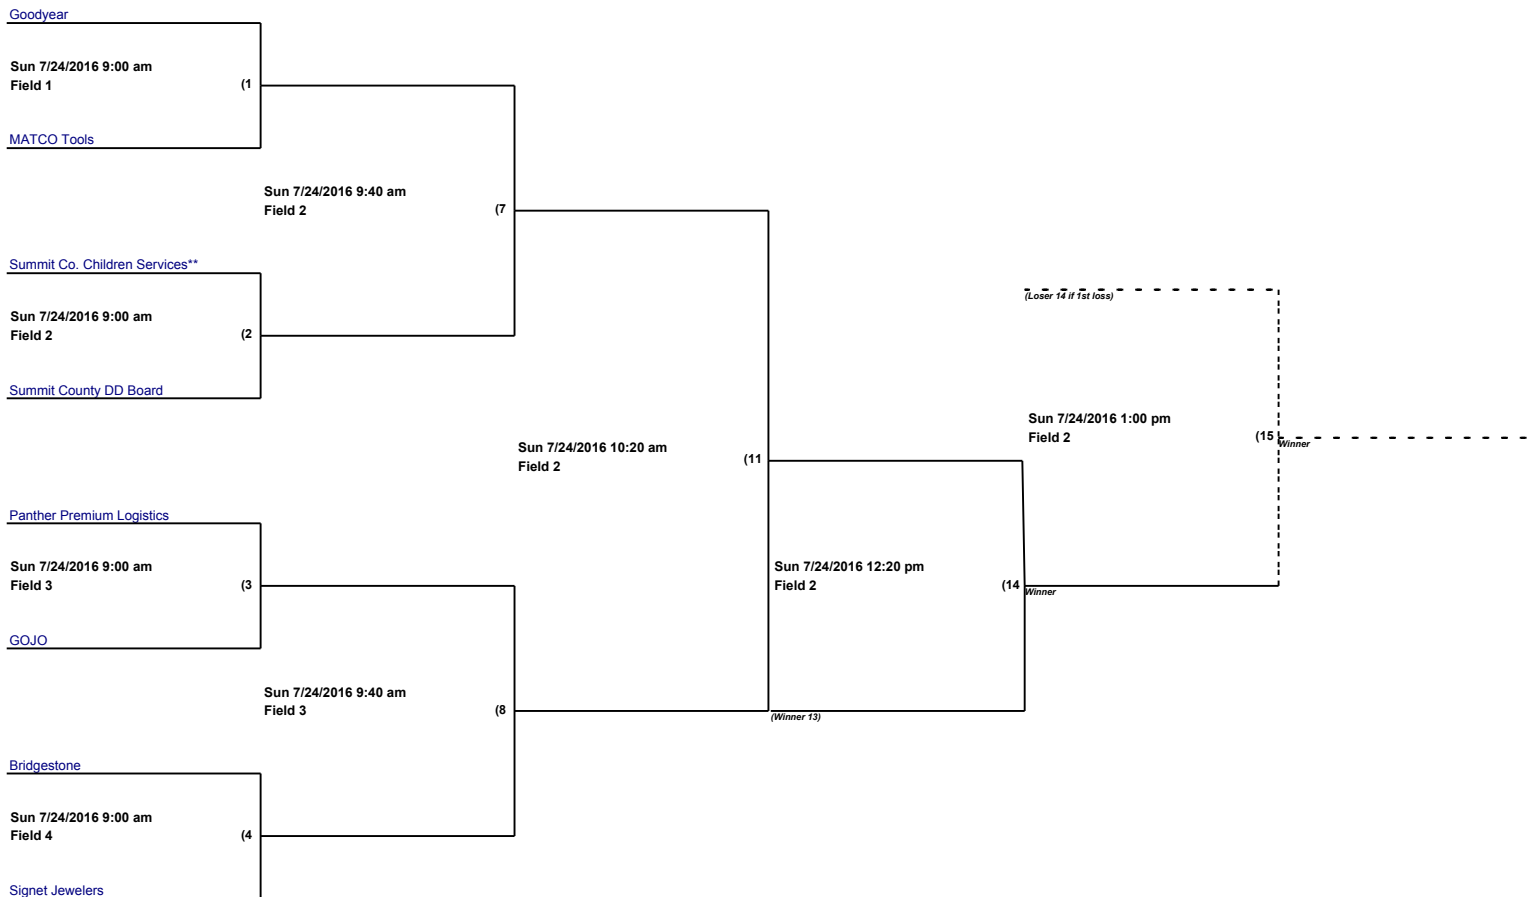 Goodyear
Sun 7/24/2016 9:00 am
Field 1
(1
MATCO Tools
Sun 7/24/2016 9:40 am
Field 2
(7
Summit Co. Children Services**
Sun 7/24/2016 9:00 am
Field 2
(2
Summit County DD Board
(Loser 14 if 1st loss)
Sun 7/24/2016 1:00 pm
Field 2
(15
Winner
Sun 7/24/2016 10:20 am
Field 2
(11
Panther Premium Logistics
Sun 7/24/2016 9:00 am
Field 3
(3
GOJO
Sun 7/24/2016 12:20 pm
Field 2
(14
Winner
Sun 7/24/2016 9:40 am
Field 3
(8
(Winner 13)
Bridgestone
Sun 7/24/2016 9:00 am
Field 4
(4
Signet Jewelers